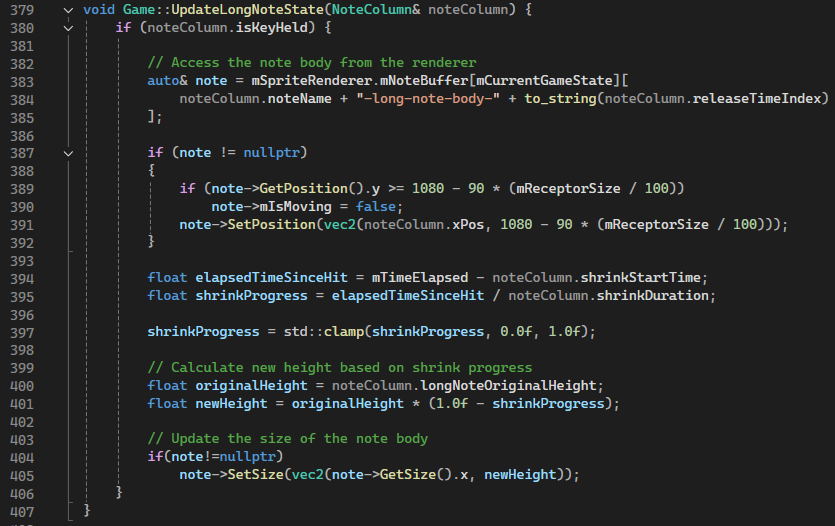 379 void Game::UpdateLongNoteState(NoteColumn& noteColumn) {
380     if (noteColumn.isKeyHeld) {
381
382         // Access the note body from the renderer
383         auto& note = mSpriteRenderer.mNoteBuffer[mCurrentGameState][
384             noteColumn.noteName + "-long-note-body-" + to_string(noteColumn.releaseTimeIndex)
385         ];
386
387         if (note != nullptr)
388         {
389             if (note->GetPosition().y >= 1080 - 90 * (mReceptorSize / 100))
390                 note->mIsMoving = false;
391             note->SetPosition(vec2(noteColumn.xPos, 1080 - 90 * (mReceptorSize / 100)));
392         }
393
394         float elapsedTimeSinceHit = mTimeElapsed - noteColumn.shrinkStartTime;
395         float shrinkProgress = elapsedTimeSinceHit / noteColumn.shrinkDuration;
396
397         shrinkProgress = std::clamp(shrinkProgress, 0.0f, 1.0f);
398
399         // Calculate new height based on shrink progress
400         float originalHeight = noteColumn.longNoteOriginalHeight;
401         float newHeight = originalHeight * (1.0f - shrinkProgress);
402
403         // Update the size of the note body
404         if(note!=nullptr)
405             note->SetSize(vec2(note->GetSize().x, newHeight));
406     }
407 }